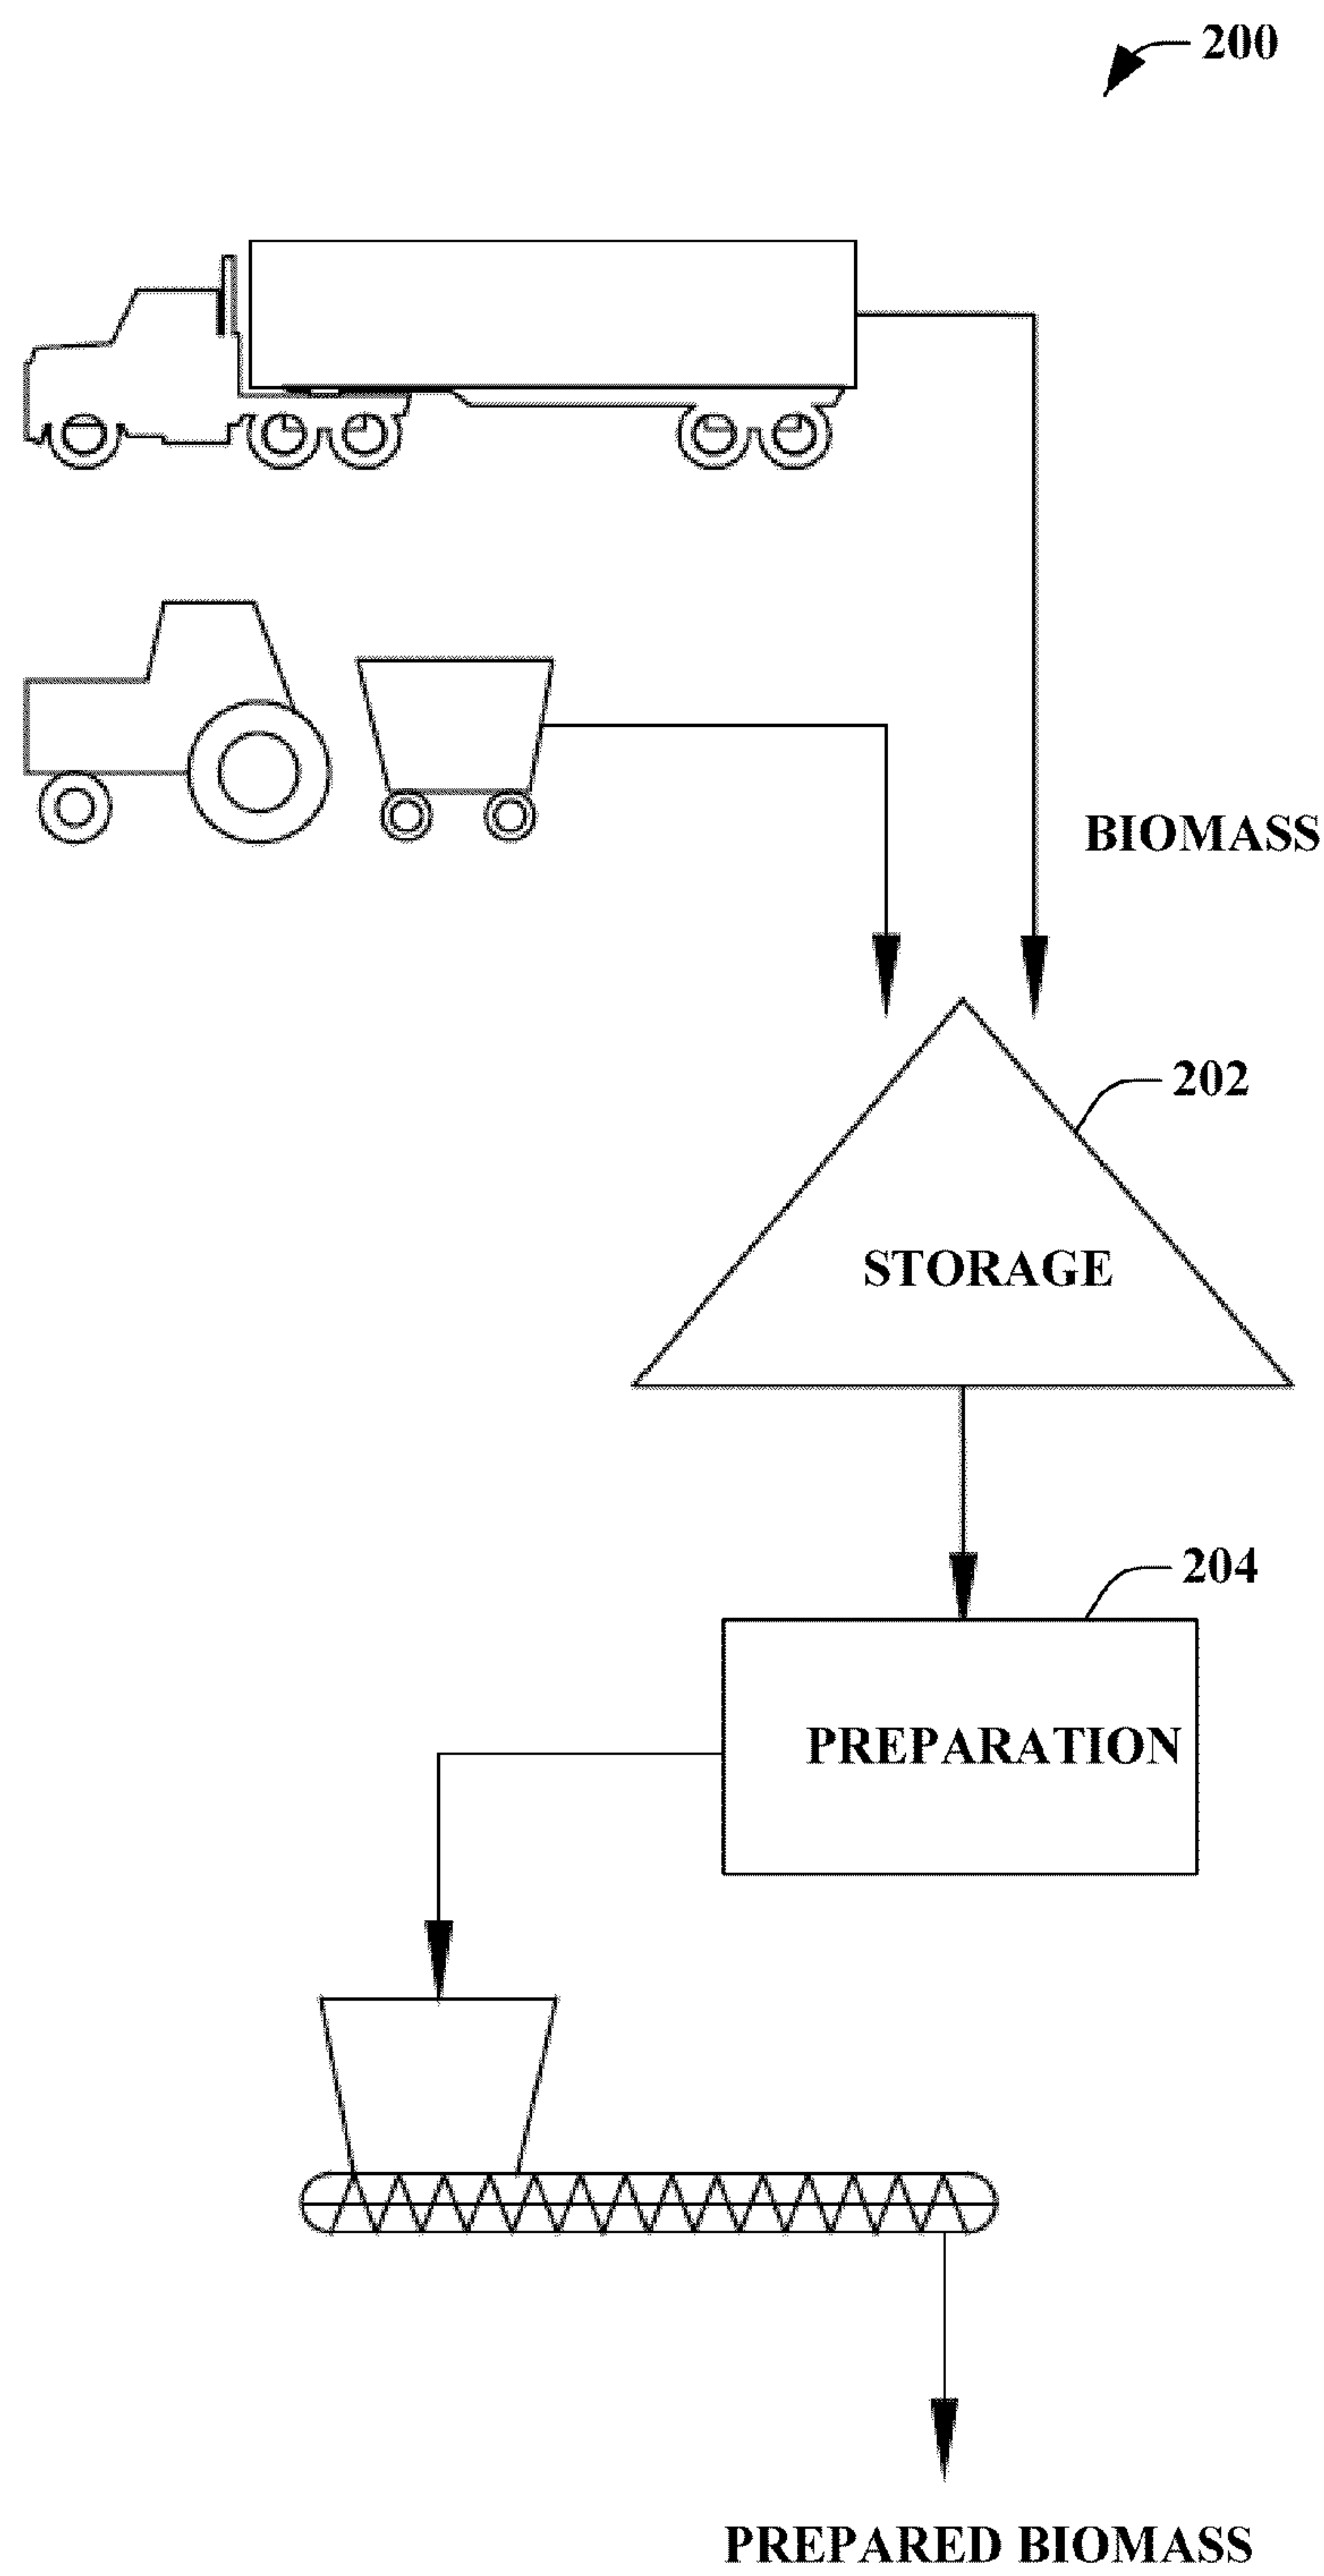 200
BIOMASS
202
STORAGE
204
PREPARATION
PREPARED BIOMASS